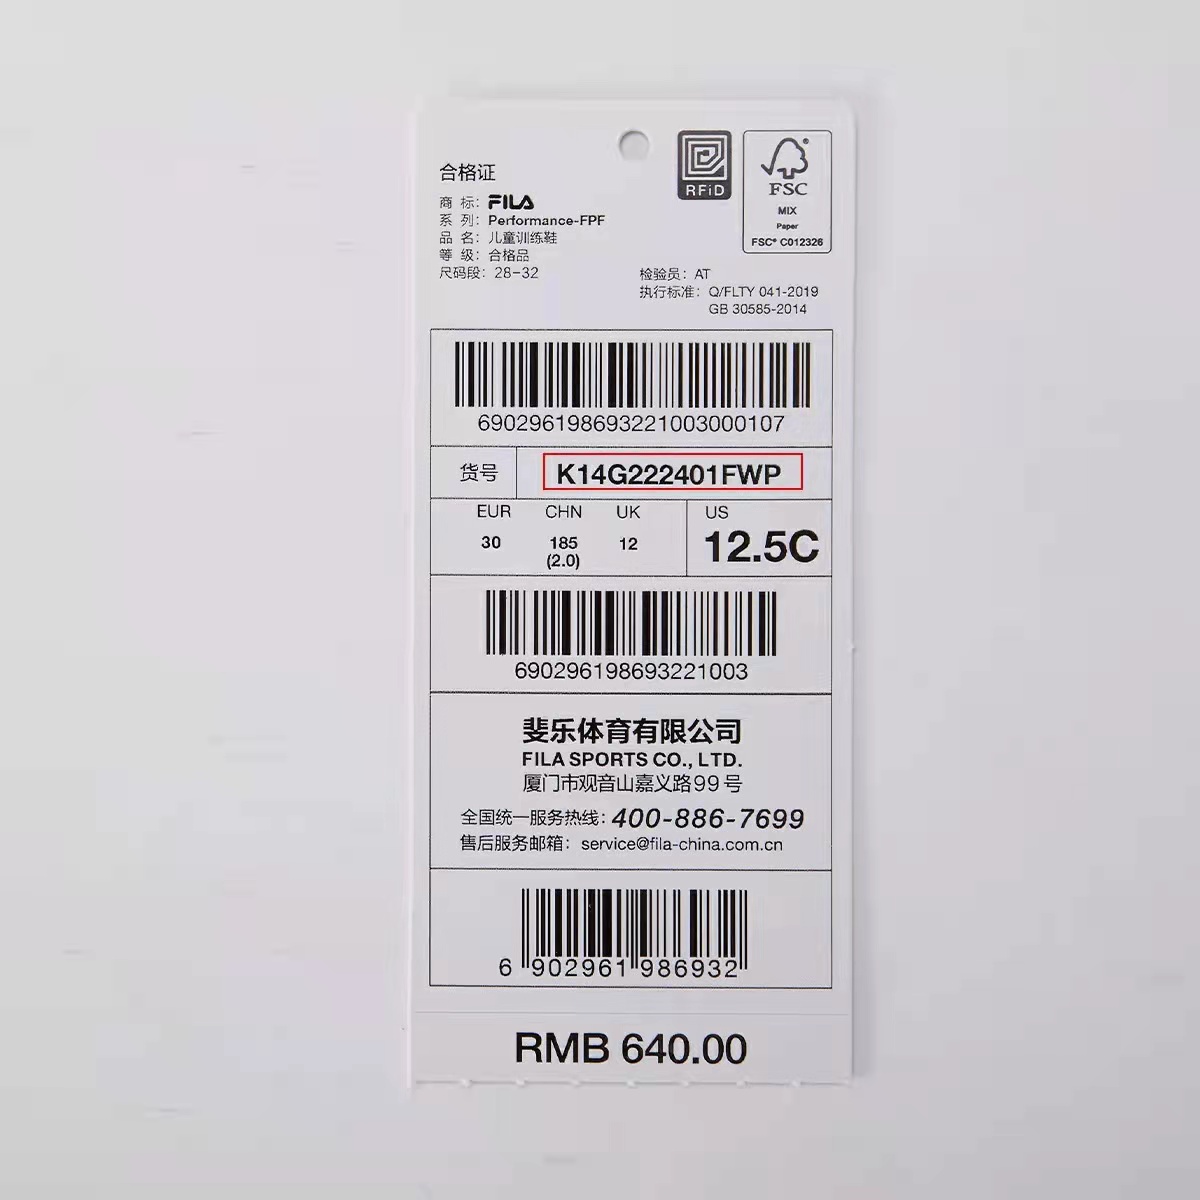 合格证
商 标: FILA
系 列: Performance-FPF
品 名: 儿童训练鞋
等 级: 合格品
尺码段: 28-32
检验员: AT
执行标准: Q/FLTY 041-2019
GB 30585-2014
RFiD
FSC
MIX
Paper
FSC® C012326
690296198693221003000107
货号 K14G222401FWP
EUR CHN UK US
30 185 12 12.5C
(2.0)
690296198693221003
斐乐体育有限公司
FILA SPORTS CO., LTD.
厦门市观音山嘉义路99号
全国统一服务热线: 400-886-7699
售后服务邮箱: service@fila-china.com.cn
6 902961 986932
RMB 640.00